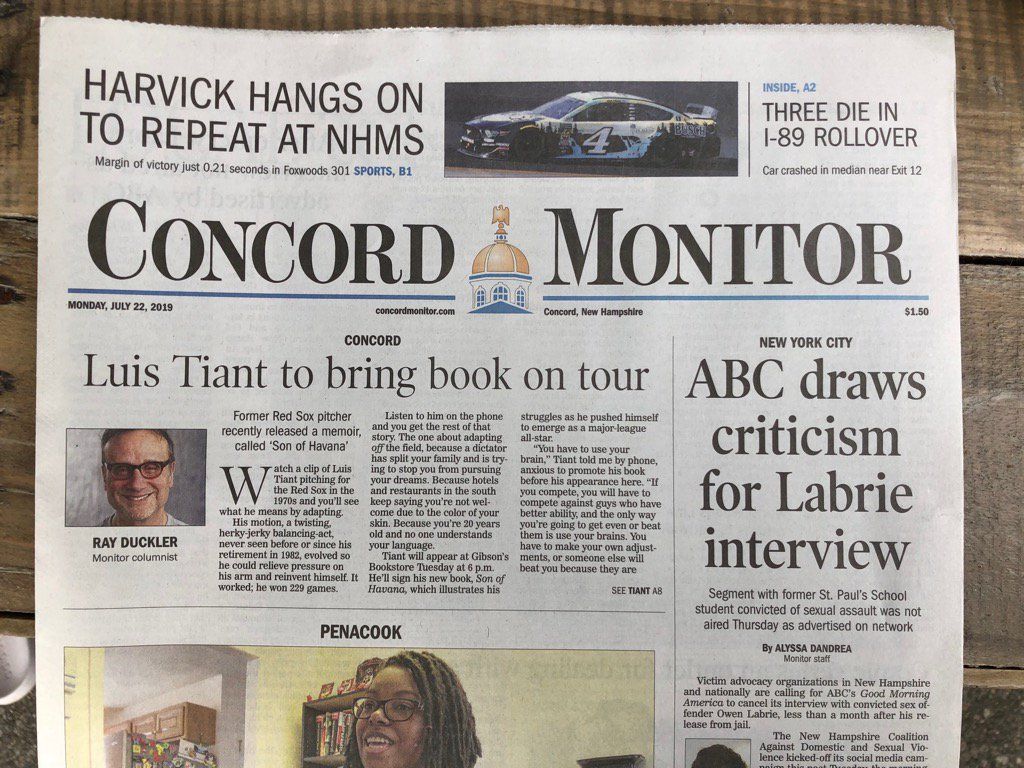 HARVICK HANGS ON
TO REPEAT AT NHMS
Margin of victory just 0.21 seconds in Foxwoods 301 SPORTS, B1
4
BUSCH
INSIDE, A2
THREE DIE IN
I-89 ROLLOVER
Car crashed in median near Exit 12
CONCORD MONITOR
MONDAY, JULY 22, 2019
concordmonitor.com
Concord, New Hampshire
$1.50
CONCORD
Luis Tiant to bring book on tour
RAY DUCKLER
Monitor columnist
Former Red Sox pitcher
recently released a memoir,
called ‘Son of Havana’
Watch a clip of Luis
Tiant pitching for
the Red Sox in the
1970s and you’ll see
what he means by adapting.
His motion, a twisting,
herky-jerky balancing-act,
never seen before or since his
retirement in 1982, evolved so
he could relieve pressure on
his arm and reinvent himself. It
worked; he won 229 games.
Listen to him on the phone
and you get the rest of that
story. The one about adapting
off the field, because a dictator
has split your family and is try-
ing to stop you from pursuing
your dreams. Because hotels
and restaurants in the south
keep saying you’re not wel-
come due to the color of your
skin. Because you’re 20 years
old and no one understands
your language.
Tiant will appear at Gibson’s
Bookstore Tuesday at 6 p.m.
He’ll sign his new book, Son of
Havana, which illustrates his
struggles as he pushed himself
to emerge as a major-league
all-star.
“You have to use your
brain,” Tiant told me by phone,
anxious to promote his book
before his appearance here. “If
you compete, you will have to
compete against guys who have
better ability, and the only way
you’re going to get even or beat
them is use your brains. You
have to make your own adjust-
ments, or someone else will
beat you because they are
SEE TIANT A8
NEW YORK CITY
ABC draws
criticism
for Labrie
interview
Segment with former St. Paul’s School
student convicted of sexual assault was not
aired Thursday as advertised on network
By ALYSSA DANDREA
Monitor staff
Victim advocacy organizations in New Hampshire
and nationally are calling for ABC’s Good Morning
America to cancel its interview with convicted sex of-
fender Owen Labrie, less than a month after his re-
lease from jail.
The New Hampshire Coalition
Against Domestic and Sexual Vio-
lence kicked-off its social media cam-
PENACOOK